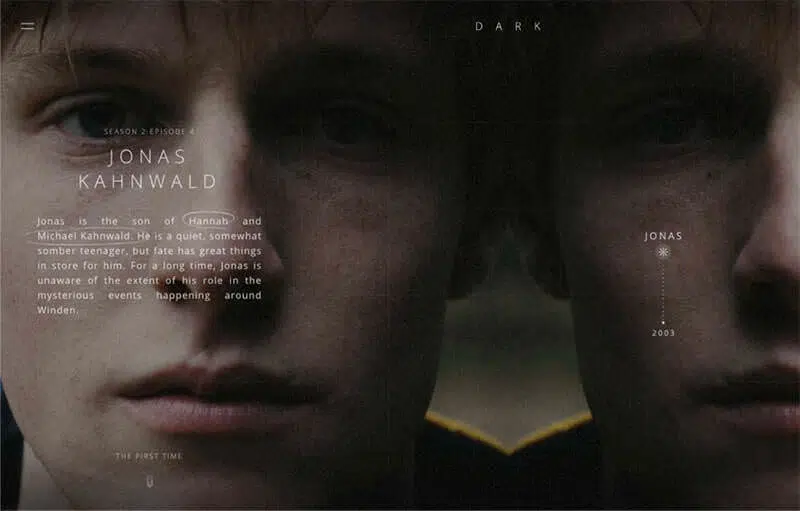 DARK
SEASON 2 EPISODE 4
JONAS
KAHNWALD
Jonas is the son of Hannah and
Michael Kahnwald. He is a quiet, somewhat
somber teenager, but fate has great things
in store for him. For a long time, Jonas is
unaware of the extent of his role in the
mysterious events happening around
Winden.
JONAS
2003
THE FIRST TIME